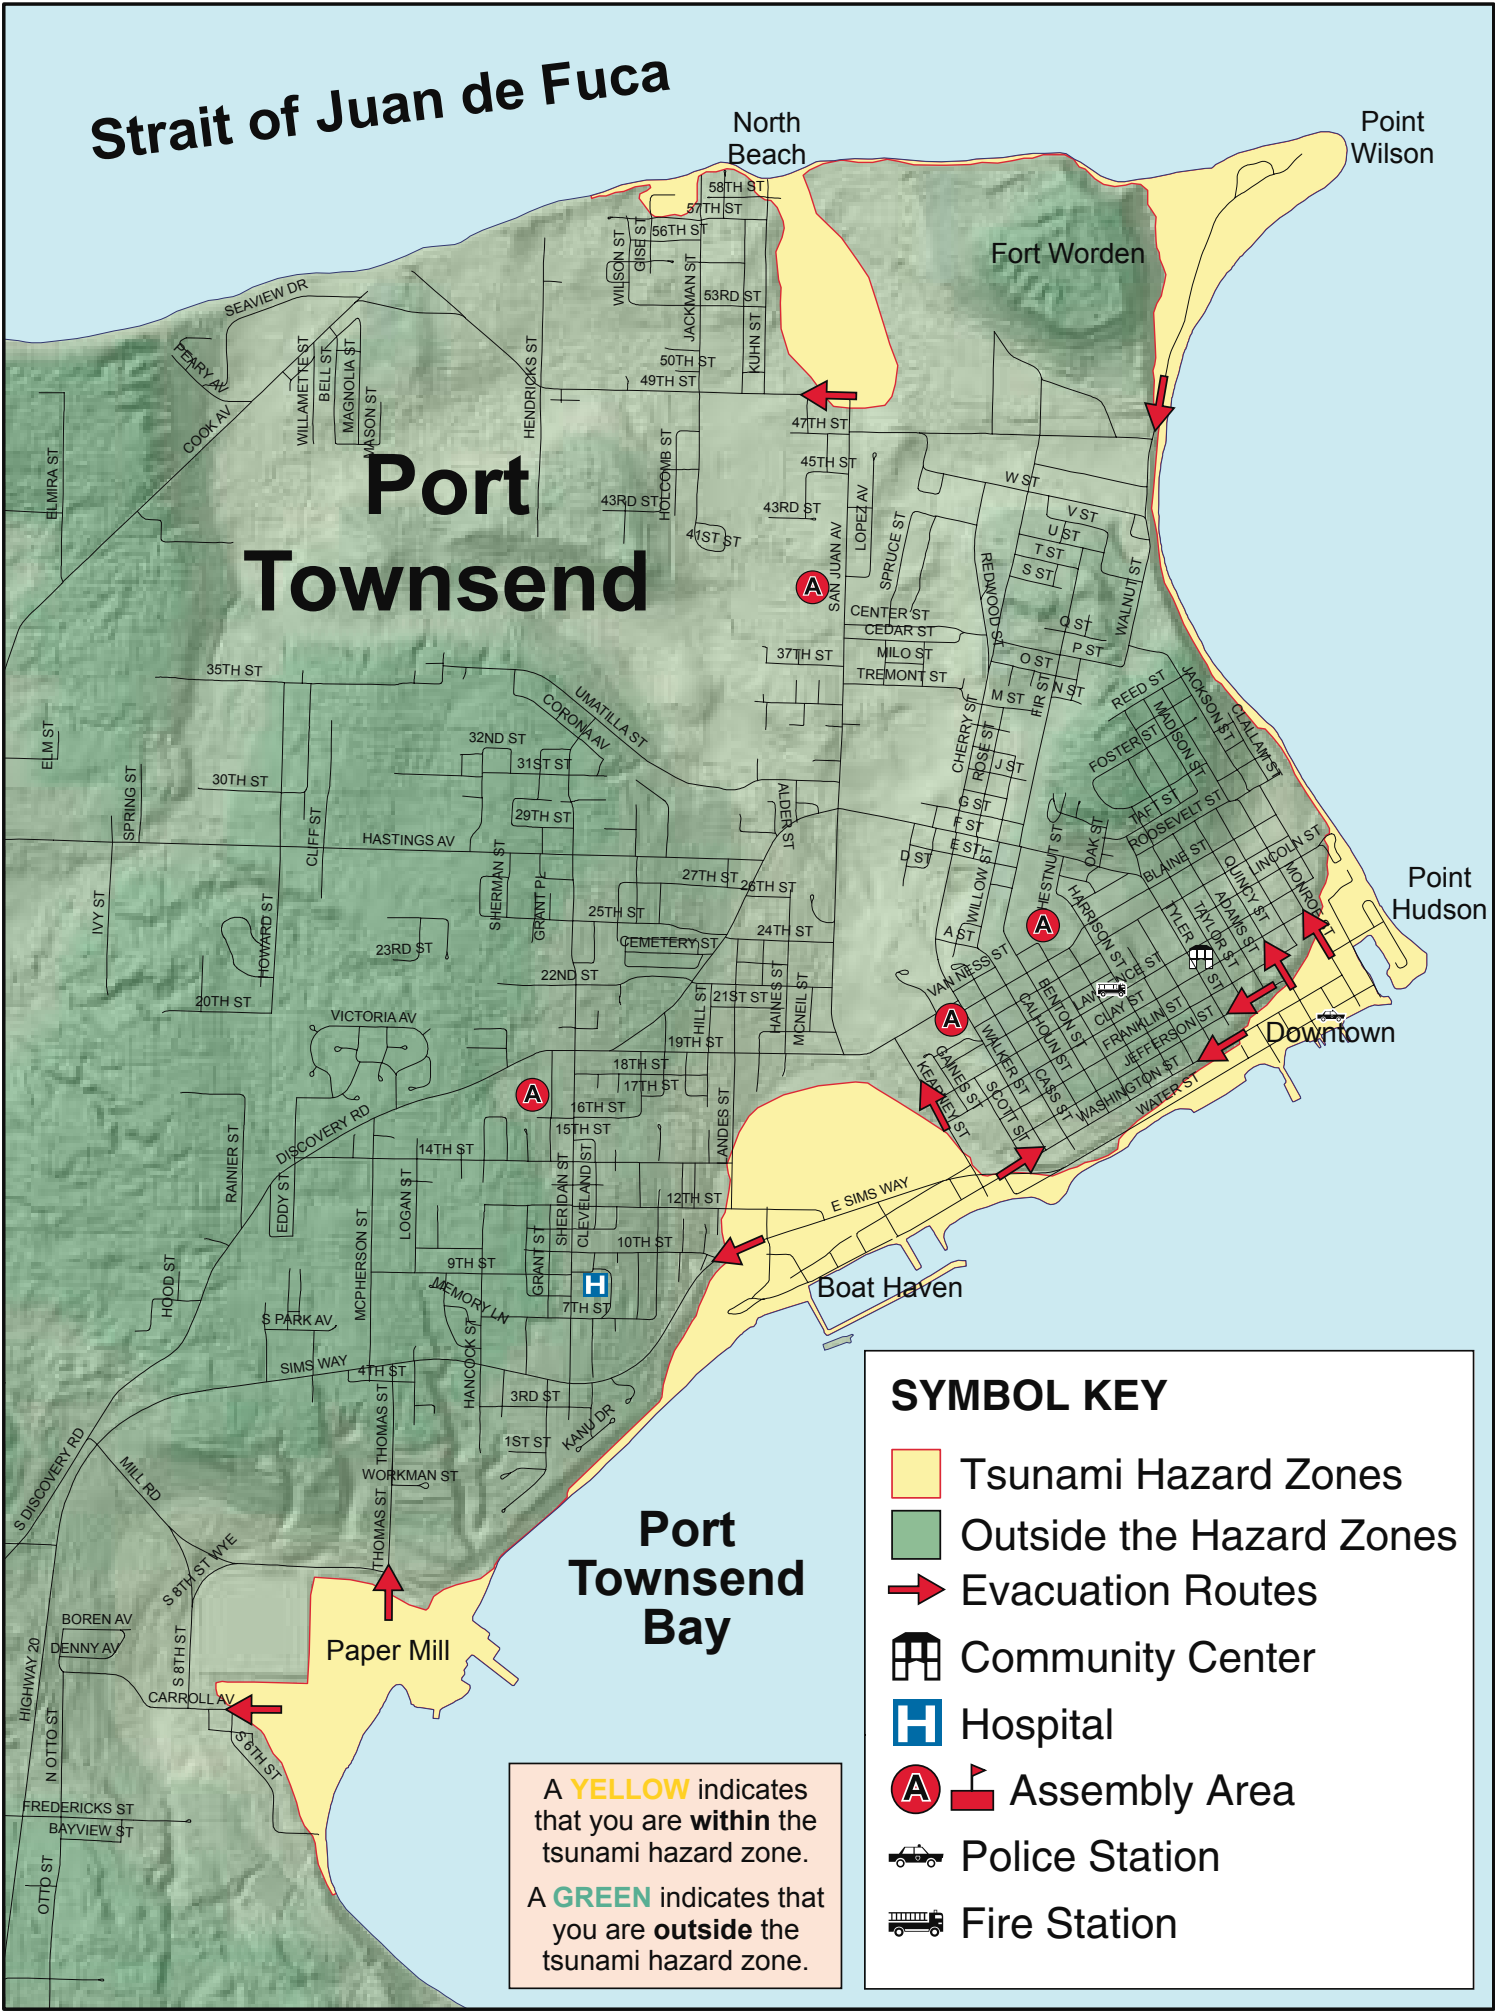 Strait of Juan de Fuca
North
Beach
Point
Wilson
58TH ST
57TH ST
56TH ST
WILSON ST
GISE ST
Fort Worden
JACKMAN ST
53RD ST
KUHN ST
SEAVIEW DR
PEARY AV
COOK AV
WILLAMETTE ST
BELL ST
MAGNOLIA ST
MASON ST
HENDRICKS ST
50TH ST
49TH ST
47TH ST
45TH ST
43RD ST
HOLCOMB ST
43RD ST
41ST ST
ELMIRA ST
Port
Townsend
SAN JUAN AV
LOPEZ AV
SPRUCE ST
W ST
V ST
U ST
T ST
S ST
REDWOOD ST
WALNUT ST
Q ST
P ST
O ST
N ST
M ST
FIR ST
A
CENTER ST
CEDAR ST
MILO ST
37TH ST
TREMONT ST
35TH ST
UMATILLA ST
CORONA AV
32ND ST
31ST ST
30TH ST
29TH ST
ELM ST
SPRING ST
CLIFF ST
HASTINGS AV
ALDER ST
CHERRY ST
ROSE ST
J ST
G ST
F ST
E ST
D ST
WILLOW ST
A ST
REED ST
JACKSON ST
CLALLAM ST
MADISON ST
FOSTER ST
TAFT ST
ROOSEVELT ST
BLAINE ST
LINCOLN ST
MONROE ST
QUINCY ST
ADAMS ST
TAYLOR ST
TYLER ST
OAK ST
CHESTNUT ST
HARRISON ST
Point
Hudson
27TH ST
26TH ST
25TH ST
24TH ST
CEMETERY ST
SHERMAN ST
GRANT PL
23RD ST
22ND ST
21ST ST
20TH ST
19TH ST
IVY ST
HOWARD ST
HILL ST
HAINES ST
MCNEIL ST
A
VAN NESS ST
LAWRENCE ST
CLAY ST
FRANKLIN ST
JEFFERSON ST
WASHINGTON ST
WATER ST
BENTON ST
CALHOUN ST
CASS ST
WALKER ST
SCOTT ST
GAINES ST
KEARNEY ST
A
Downtown
VICTORIA AV
DISCOVERY RD
A
18TH ST
17TH ST
16TH ST
15TH ST
14TH ST
12TH ST
10TH ST
9TH ST
7TH ST
ANDES ST
RAINIER ST
EDDY ST
LOGAN ST
MCPHERSON ST
SHERIDAN ST
CLEVELAND ST
GRANT ST
HOOD ST
MEMORY LN
H
E SIMS WAY
Boat Haven
S PARK AV
SIMS WAY
4TH ST
HANCOCK ST
3RD ST
KANU DR
1ST ST
THOMAS ST
WORKMAN ST
THOMAS ST
S DISCOVERY RD
MILL RD
S 8TH ST WYE
S 8TH ST
BOREN AV
DENNY AV
HIGHWAY 20
CARROLL AV
N OTTO ST
S 6TH ST
FREDERICKS ST
BAYVIEW ST
OTTO ST
Paper Mill
Port
Townsend
Bay
A YELLOW indicates
that you are within the
tsunami hazard zone.
A GREEN indicates that
you are outside the
tsunami hazard zone.
SYMBOL KEY
Tsunami Hazard Zones
Outside the Hazard Zones
Evacuation Routes
Community Center
H Hospital
A Assembly Area
Police Station
Fire Station